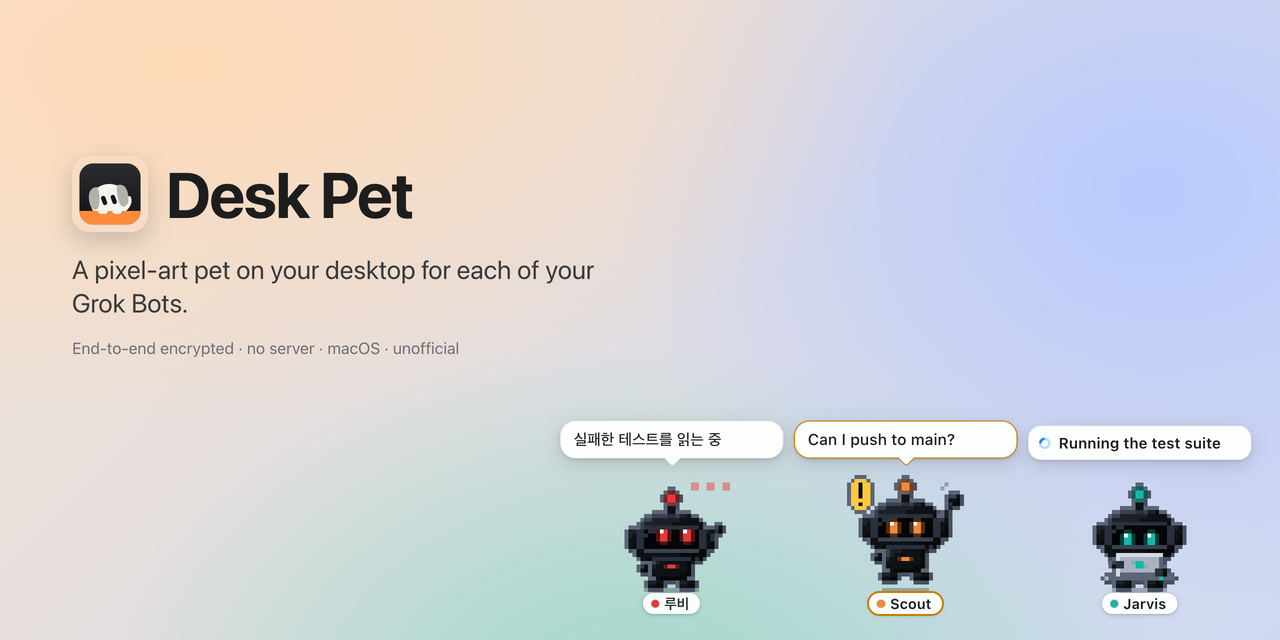 Desk Pet
A pixel-art pet on your desktop for each of your
Grok Bots.
End-to-end encrypted · no server · macOS · unofficial
실패한 테스트를 읽는 중
Can I push to main?
Running the test suite
!
루비
Scout
Jarvis